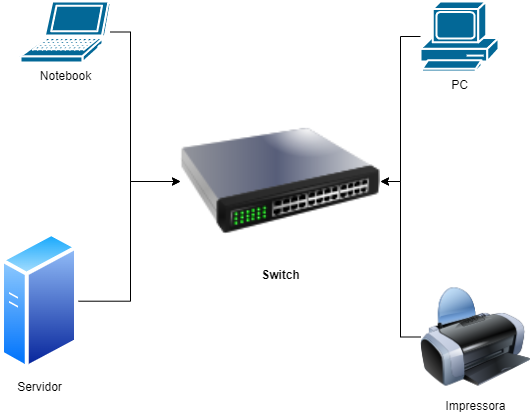 Notebook
PC
Switch
Servidor
Impressora